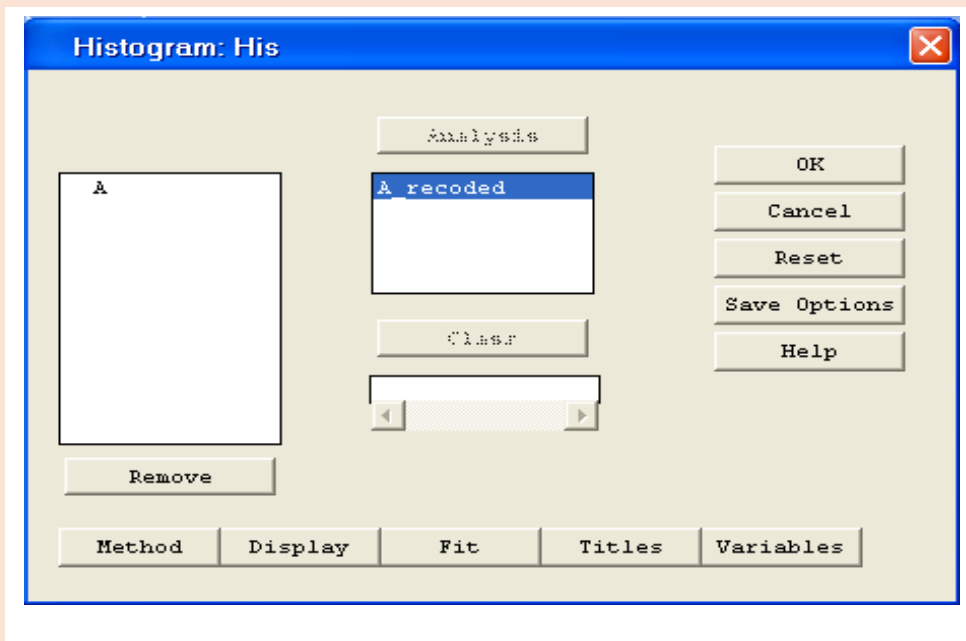 Histogram: His
Analysis
A
A_recoded
OK
Cancel
Reset
Save Options
Help
Class
Remove
Method Display Fit Titles Variables